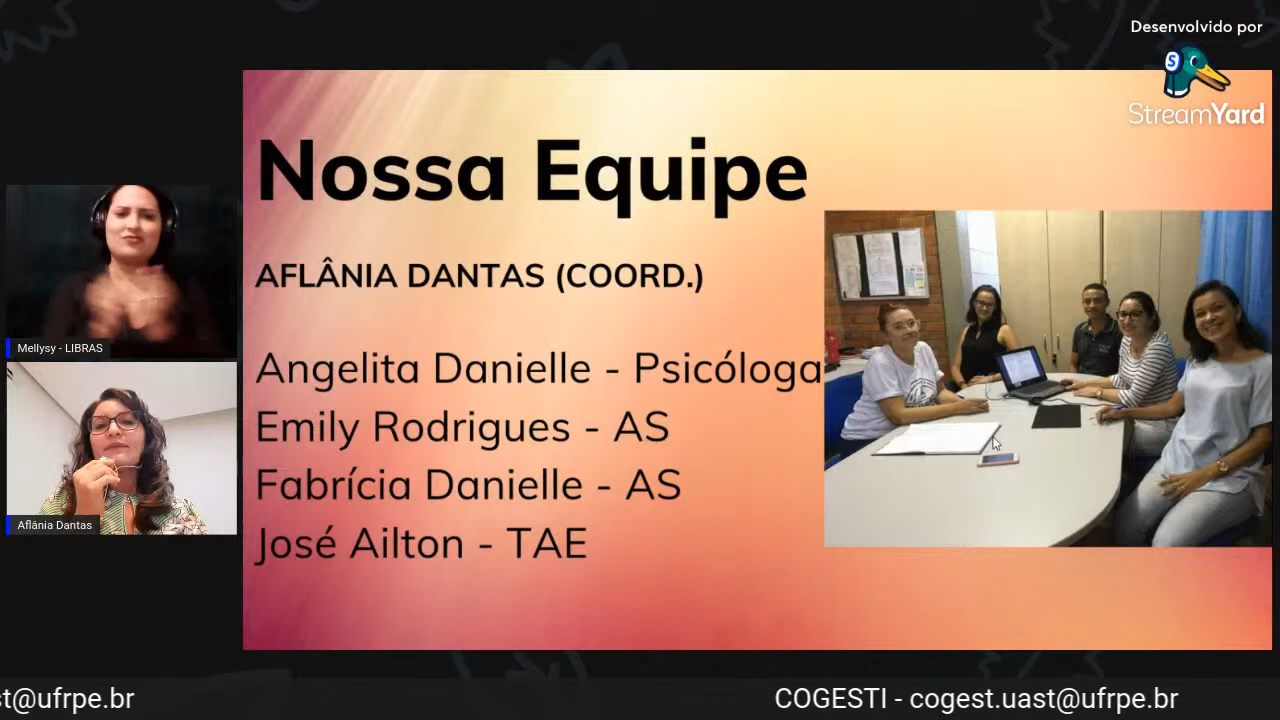 Desenvolvido por
StreamYard
Nossa Equipe
AFLÂNIA DANTAS (COORD.)
Angelita Danielle - Psicóloga
Emily Rodrigues - AS
Fabrícia Danielle - AS
José Ailton - TAE
Mellysy - LIBRAS
Aflânia Dantas
st@ufrpe.br
COGESTI - cogest.uast@ufrpe.br